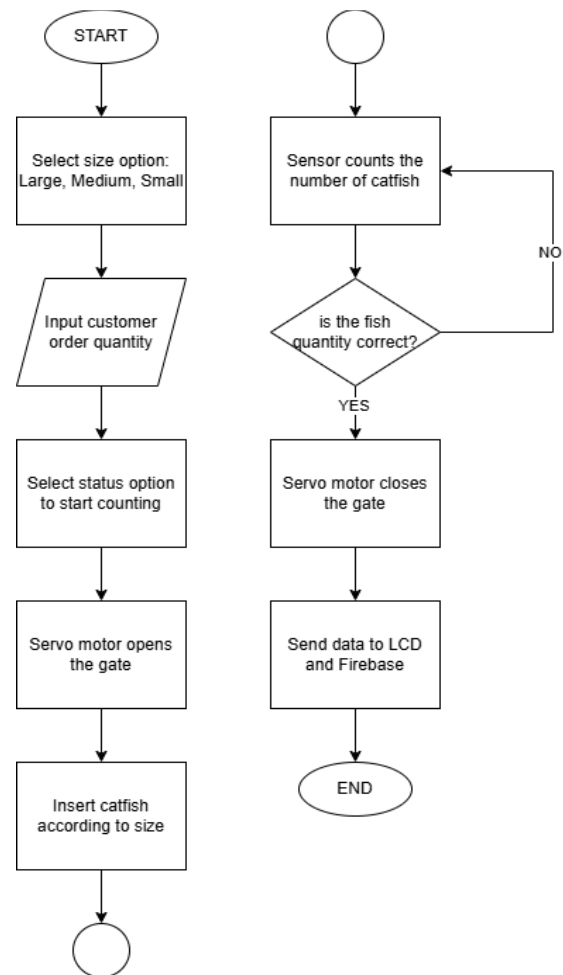 START
Select size option:
Large, Medium, Small
Input customer
order quantity
Select status option
to start counting
Servo motor opens
the gate
Insert catfish
according to size
Sensor counts the
number of catfish
NO
is the fish
quantity correct?
YES
Servo motor closes
the gate
Send data to LCD
and Firebase
END